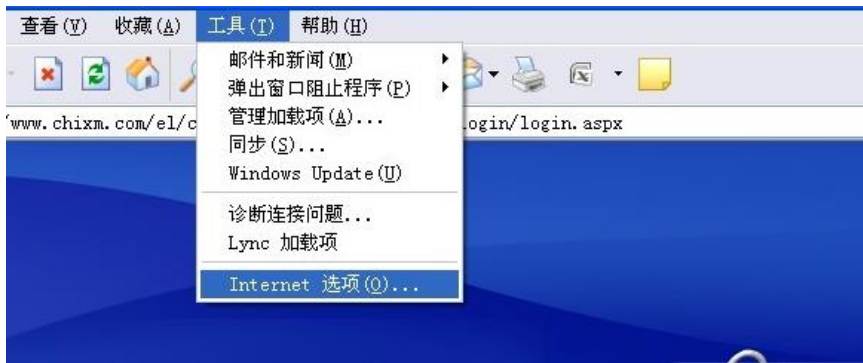 查看(V) 收藏(A) 工具(T) 帮助(H)
邮件和新闻(M)
弹出窗口阻止程序(P)
管理加载项(A)...
www.chixm.com/el/c
ogin/login.aspx
同步(S)...
Windows Update(U)
诊断连接问题...
Lync 加载项
Internet 选项(O)...